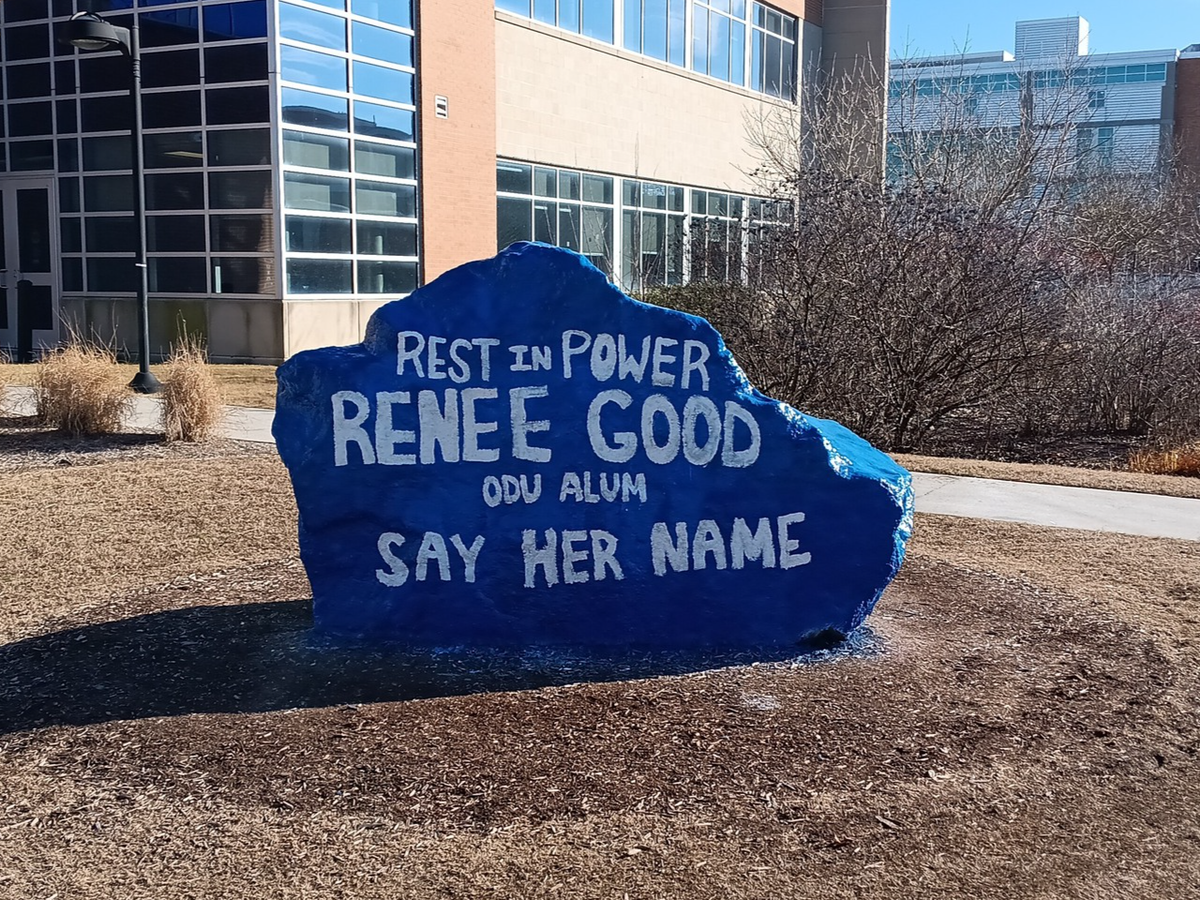 REST IN POWER
RENEE GOOD
ODU ALUM
SAY HER NAME